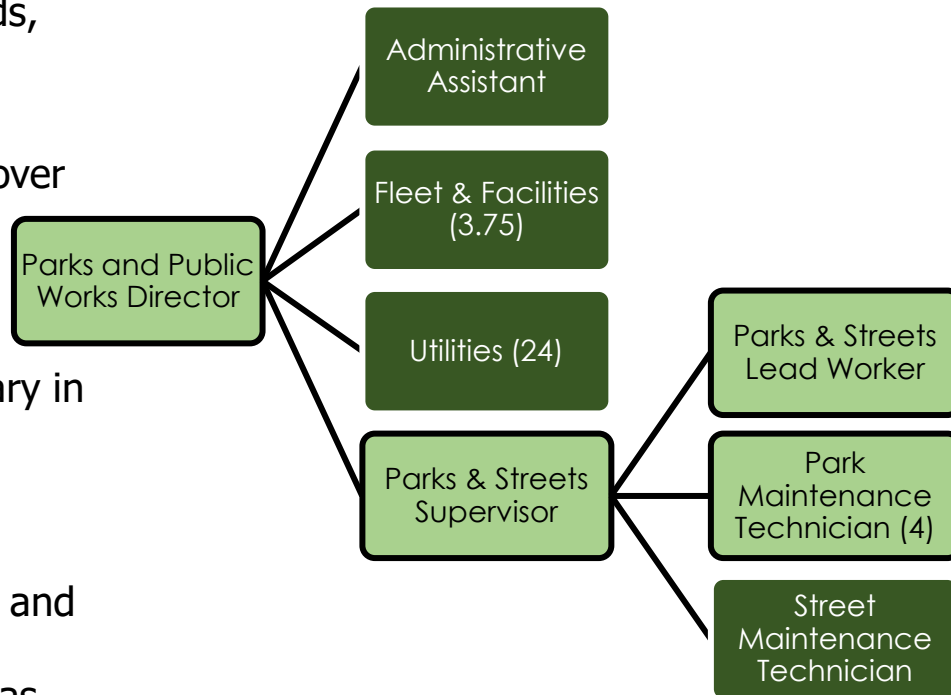 ds,
over
ary in
and
as
Parks and Public
Works Director
Administrative
Assistant
Fleet & Facilities
(3.75)
Utilities (24)
Parks & Streets
Supervisor
Parks & Streets
Lead Worker
Park
Maintenance
Technician (4)
Street
Maintenance
Technician